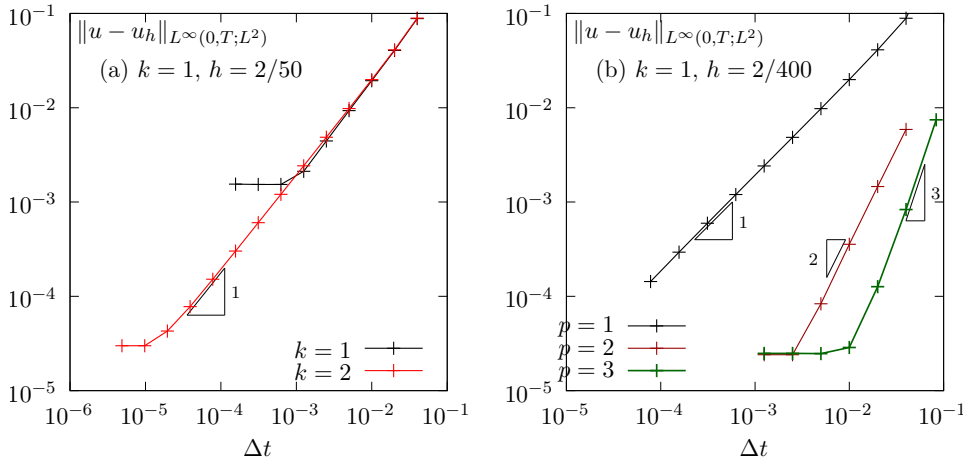 ‖u − u_h‖_{L^∞(0,T;L^2)}
(a) k = 1, h = 2/50
10^{-1}
10^{-2}
10^{-3}
10^{-4}
10^{-5}
1
k = 1
k = 2
10^{-6} 10^{-5} 10^{-4} 10^{-3} 10^{-2} 10^{-1}
Δt
‖u − u_h‖_{L^∞(0,T;L^2)}
(b) k = 1, h = 2/400
10^{-1}
10^{-2}
10^{-3}
10^{-4}
10^{-5}
1
2
3
p = 1
p = 2
p = 3
10^{-5} 10^{-4} 10^{-3} 10^{-2} 10^{-1}
Δt